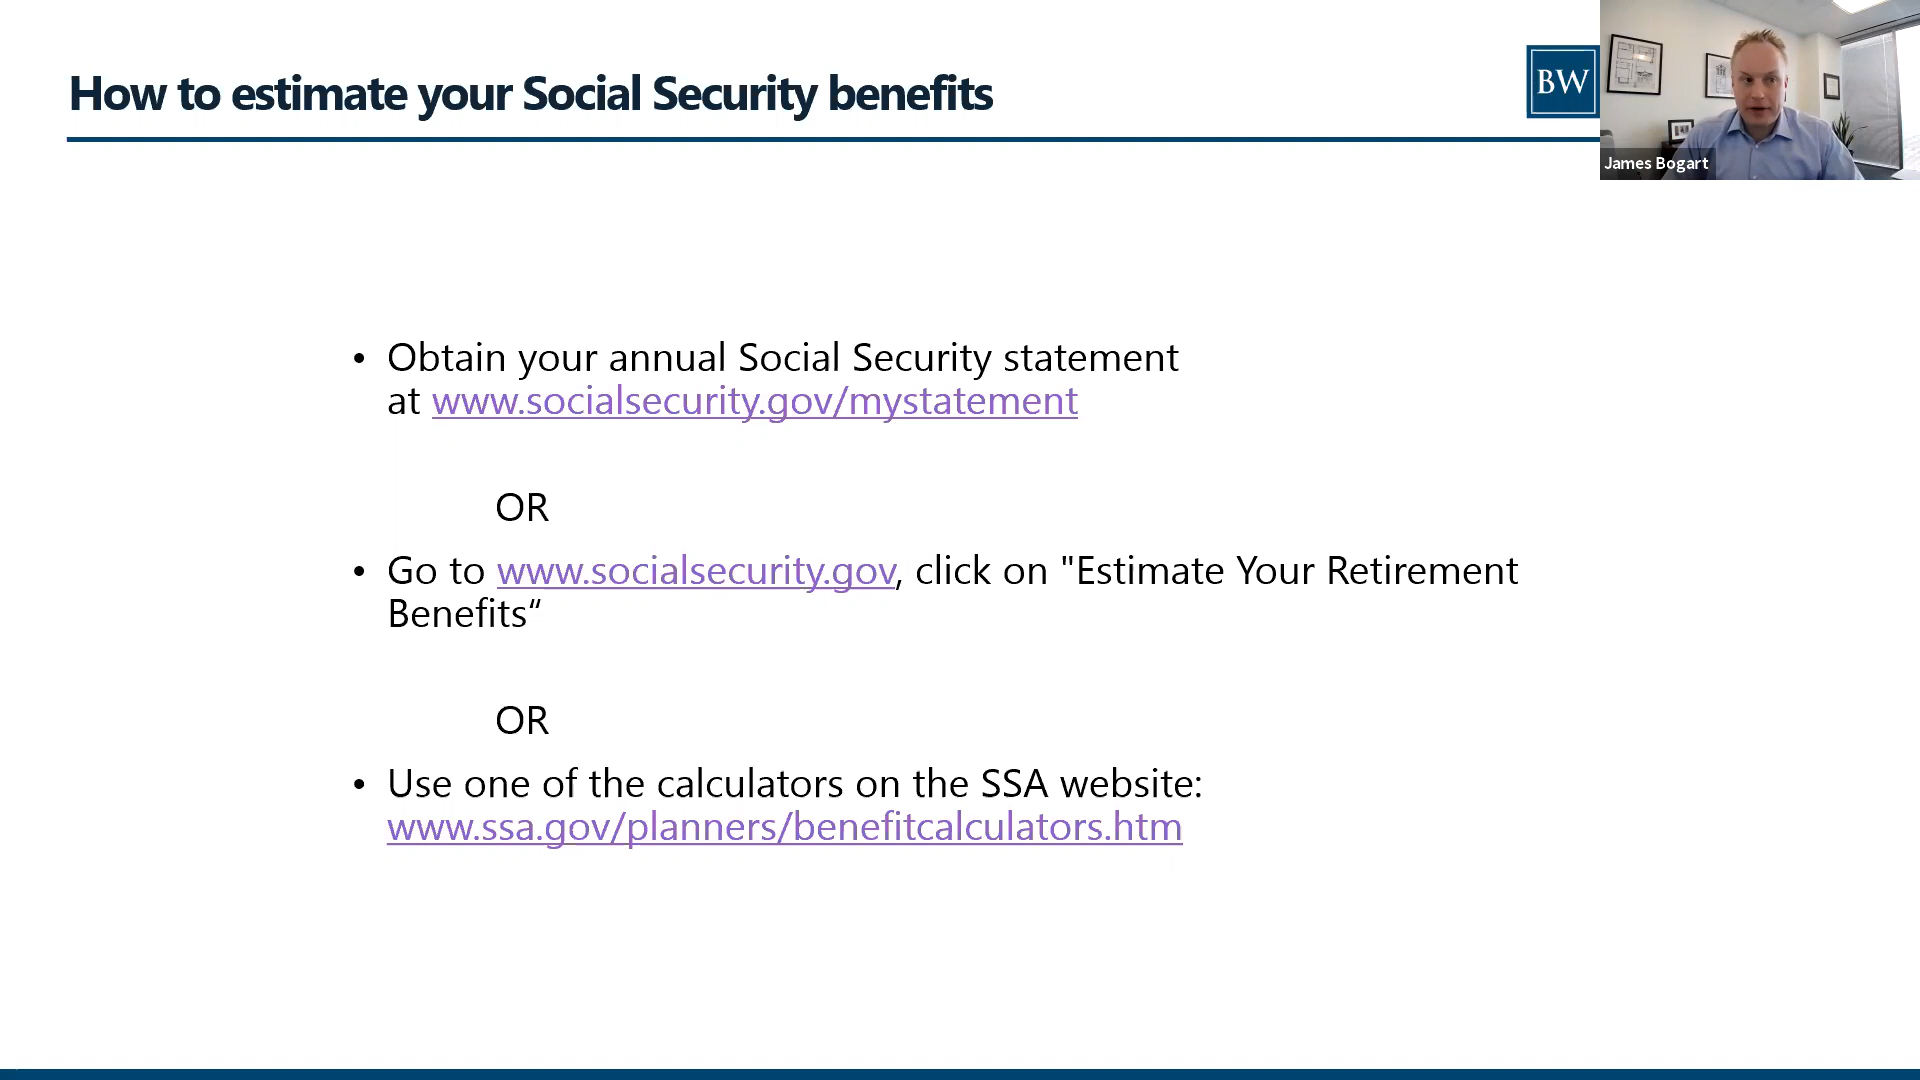 How to estimate your Social Security benefits
BW
James Bogart
• Obtain your annual Social Security statement
at www.socialsecurity.gov/mystatement
OR
• Go to www.socialsecurity.gov, click on "Estimate Your Retirement
Benefits“
OR
• Use one of the calculators on the SSA website:
www.ssa.gov/planners/benefitcalculators.htm